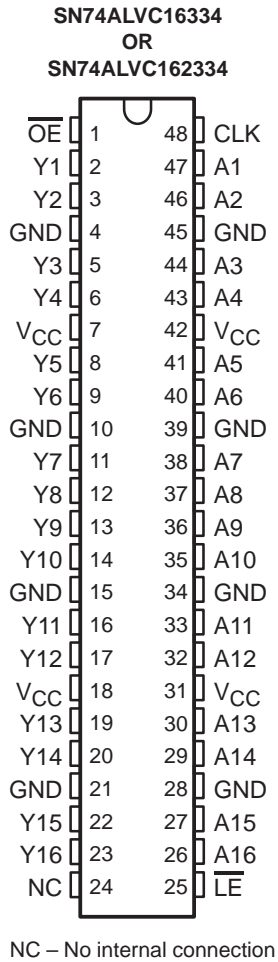 SN74ALVC16334
OR
SN74ALVC162334
O̅E̅ 1 48 CLK
Y1 2 47 A1
Y2 3 46 A2
GND 4 45 GND
Y3 5 44 A3
Y4 6 43 A4
VCC 7 42 VCC
Y5 8 41 A5
Y6 9 40 A6
GND 10 39 GND
Y7 11 38 A7
Y8 12 37 A8
Y9 13 36 A9
Y10 14 35 A10
GND 15 34 GND
Y11 16 33 A11
Y12 17 32 A12
VCC 18 31 VCC
Y13 19 30 A13
Y14 20 29 A14
GND 21 28 GND
Y15 22 27 A15
Y16 23 26 A16
NC 24 25 L̅E̅
NC – No internal connection